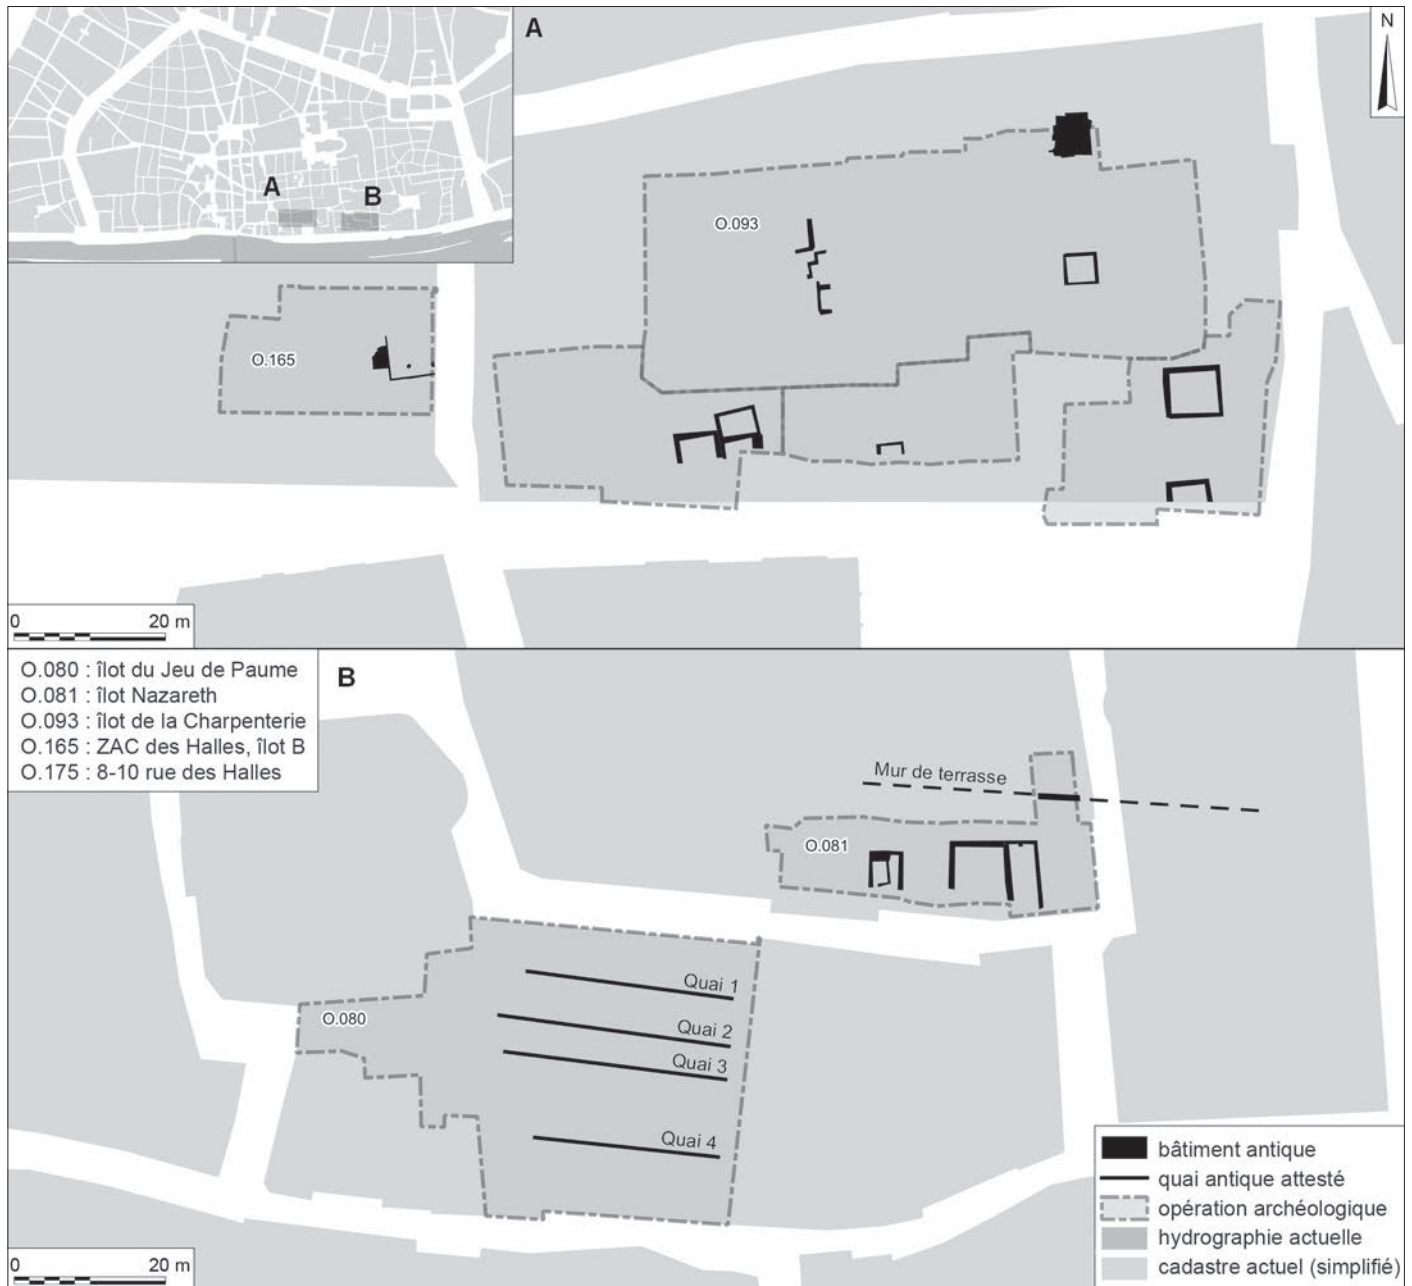 A
N
A
B
O.093
O.165
0 20 m
O.080 : îlot du Jeu de Paume
O.081 : îlot Nazareth
O.093 : îlot de la Charpenterie
O.165 : ZAC des Halles, îlot B
O.175 : 8-10 rue des Halles
B
Mur de terrasse
O.081
Quai 1
O.080
Quai 2
Quai 3
Quai 4
bâtiment antique
quai antique attesté
opération archéologique
hydrographie actuelle
cadastre actuel (simplifié)
0 20 m